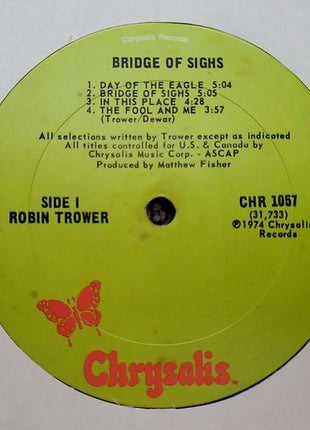 Chrysalis Records
BRIDGE OF SIGHS
1. DAY OF THE EAGLE 5:04
2. BRIDGE OF SIGHS 5:05
3. IN THIS PLACE 4:28
4. THE FOOL AND ME 3:57
(Trower/Dewar)
All selections written by Trower except as indicated
All titles controlled for U.S. & Canada by
Chrysalis Music Corp. - ASCAP
Produced by Matthew Fisher
SIDE I
ROBIN TROWER
CHR 1057
(31,733)
℗1974 Chrysalis
Records
Chrysalis™